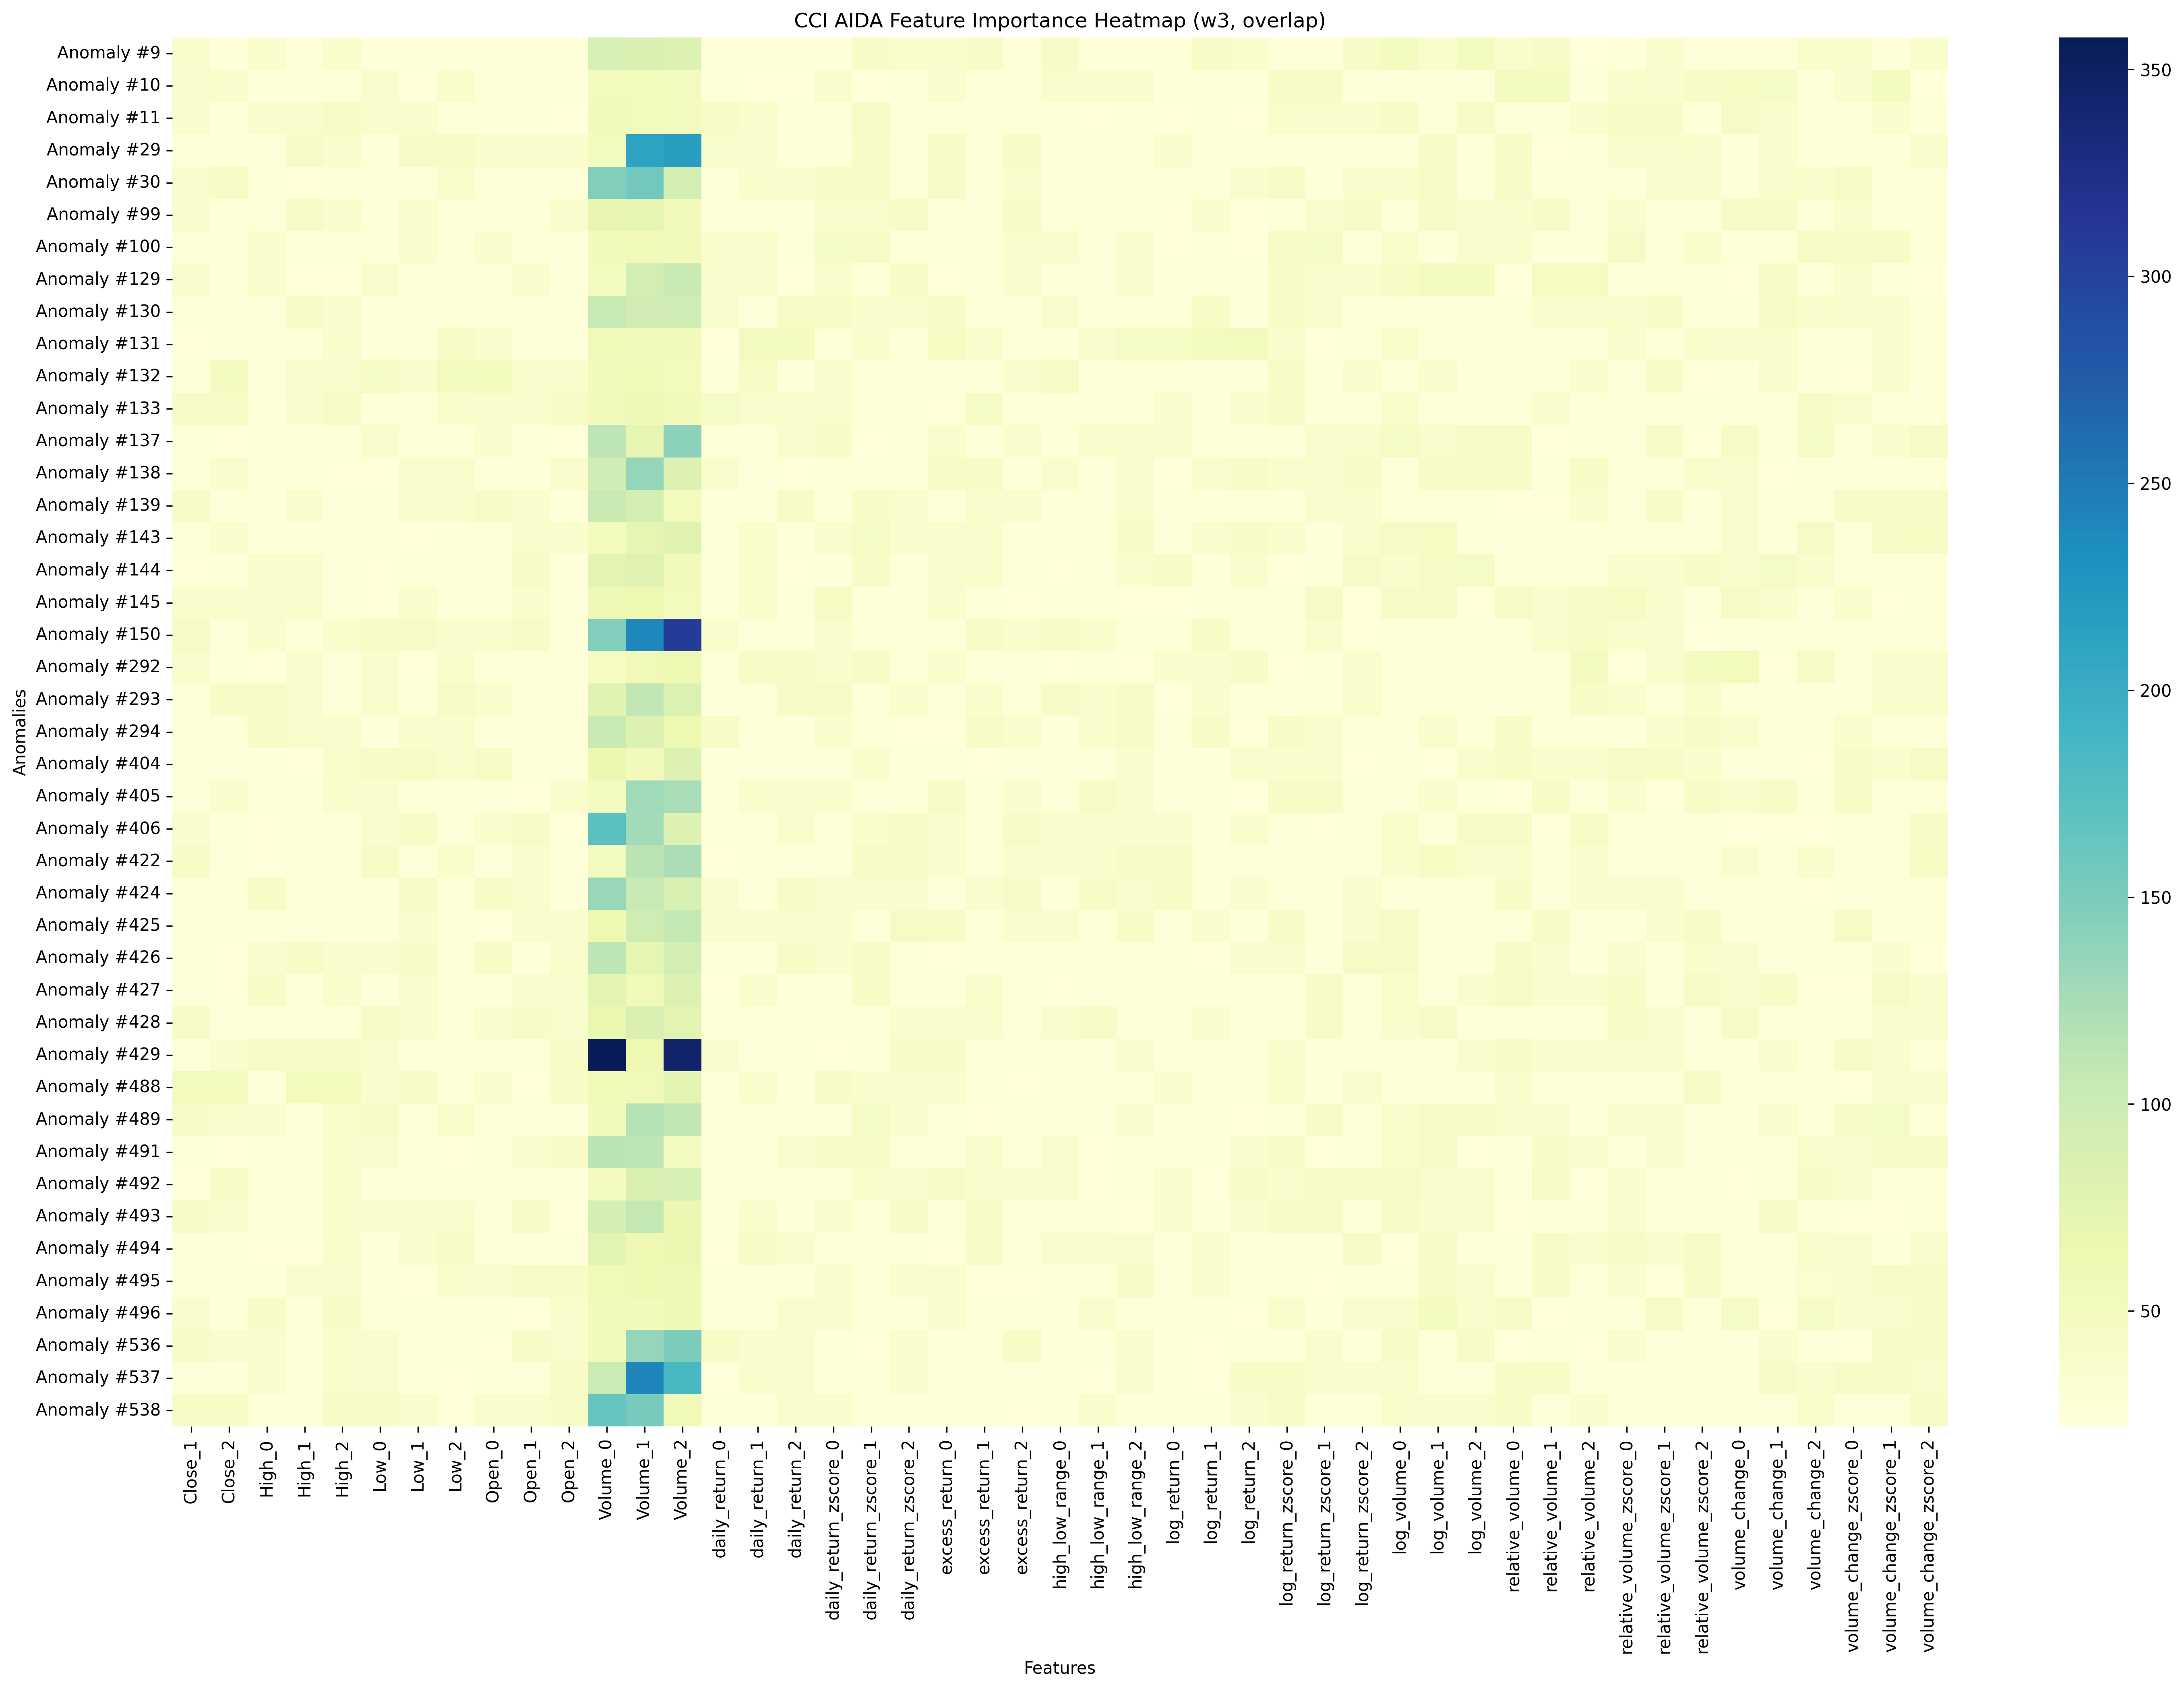 CCI AIDA Feature Importance Heatmap (w3, overlap)
Anomalies
Anomaly #9
Anomaly #10
Anomaly #11
Anomaly #29
Anomaly #30
Anomaly #99
Anomaly #100
Anomaly #129
Anomaly #130
Anomaly #131
Anomaly #132
Anomaly #133
Anomaly #137
Anomaly #138
Anomaly #139
Anomaly #143
Anomaly #144
Anomaly #145
Anomaly #150
Anomaly #292
Anomaly #293
Anomaly #294
Anomaly #404
Anomaly #405
Anomaly #406
Anomaly #422
Anomaly #424
Anomaly #425
Anomaly #426
Anomaly #427
Anomaly #428
Anomaly #429
Anomaly #488
Anomaly #489
Anomaly #491
Anomaly #492
Anomaly #493
Anomaly #494
Anomaly #495
Anomaly #496
Anomaly #536
Anomaly #537
Anomaly #538
Close_1
Close_2
High_0
High_1
High_2
Low_0
Low_1
Low_2
Open_0
Open_1
Open_2
Volume_0
Volume_1
Volume_2
daily_return_0
daily_return_1
daily_return_2
daily_return_zscore_0
daily_return_zscore_1
daily_return_zscore_2
excess_return_0
excess_return_1
excess_return_2
high_low_range_0
high_low_range_1
high_low_range_2
log_return_0
log_return_1
log_return_2
log_return_zscore_0
log_return_zscore_1
log_return_zscore_2
log_volume_0
log_volume_1
log_volume_2
relative_volume_0
relative_volume_1
relative_volume_2
relative_volume_zscore_0
relative_volume_zscore_1
relative_volume_zscore_2
volume_change_0
volume_change_1
volume_change_2
volume_change_zscore_0
volume_change_zscore_1
volume_change_zscore_2
Features
350
300
250
200
150
100
50